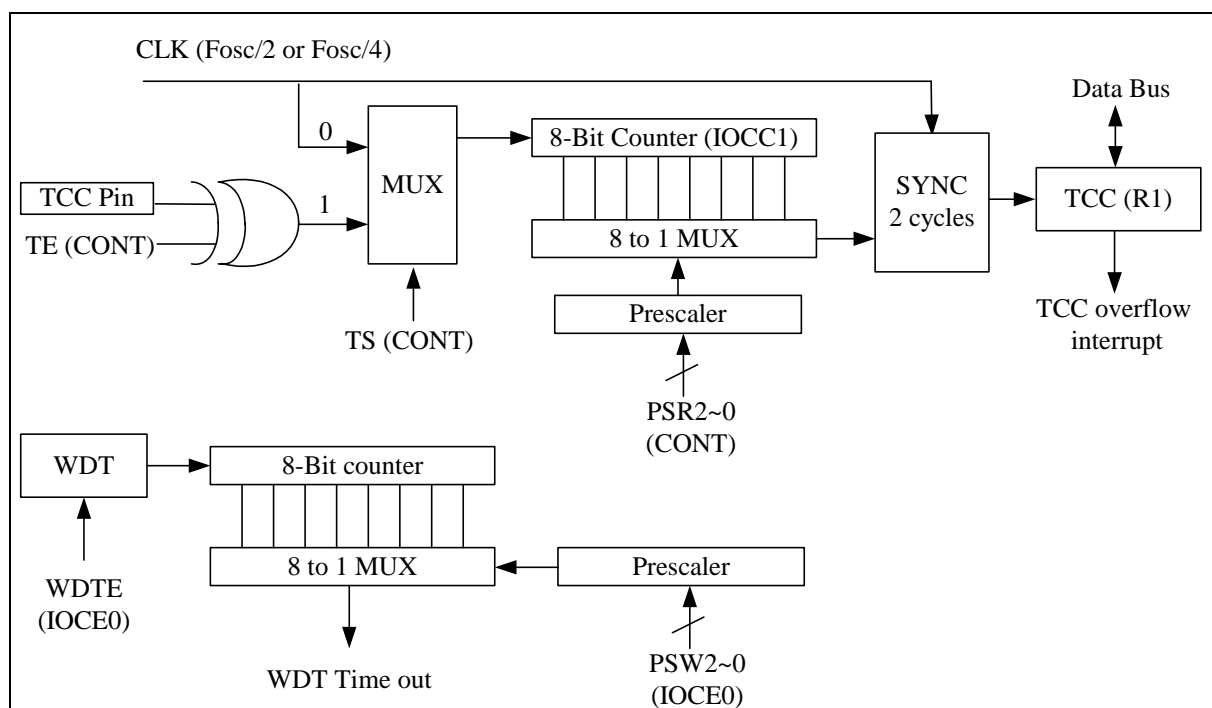 CLK (Fosc/2 or Fosc/4)
Data Bus
0
8-Bit Counter (IOCC1)
MUX
SYNC
2 cycles
TCC Pin
TCC (R1)
1
TE (CONT)
8 to 1 MUX
Prescaler
TS (CONT)
TCC overflow
interrupt
PSR2~0
(CONT)
WDT
8-Bit counter
8 to 1 MUX
Prescaler
WDTE
(IOCE0)
WDT Time out
PSW2~0
(IOCE0)